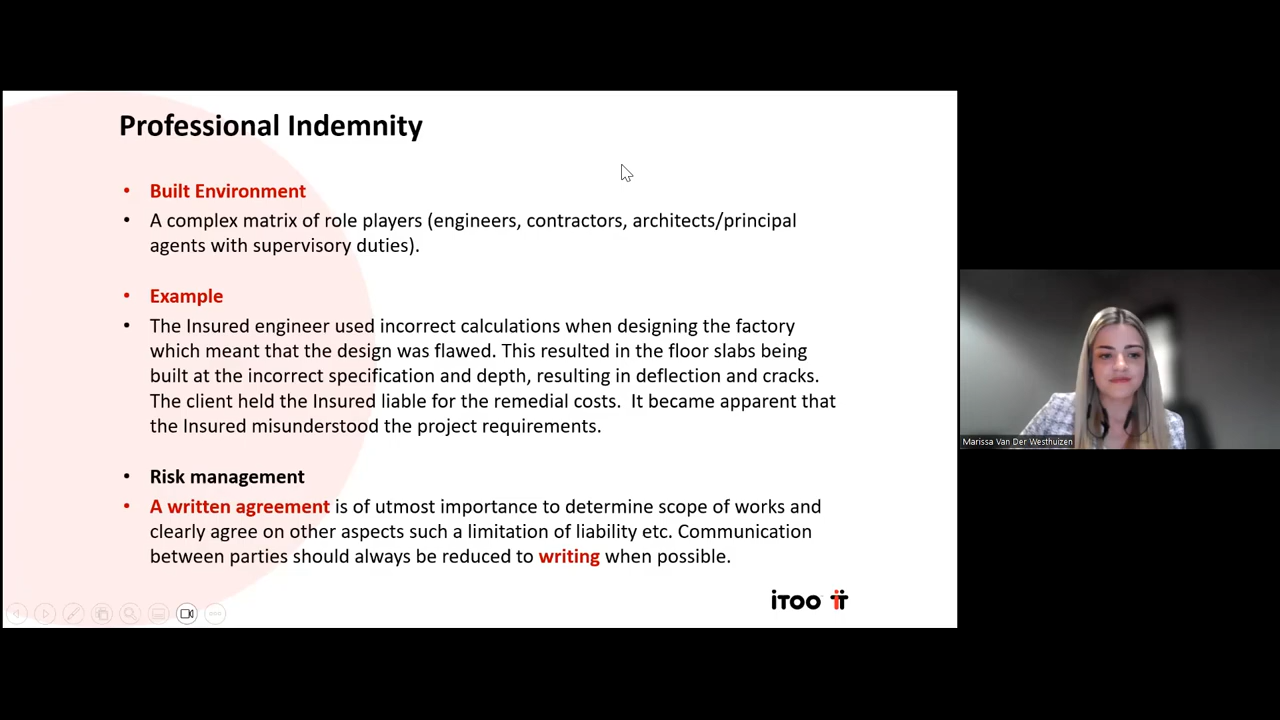 Professional Indemnity
• Built Environment
• A complex matrix of role players (engineers, contractors, architects/principal
agents with supervisory duties).
• Example
• The Insured engineer used incorrect calculations when designing the factory
which meant that the design was flawed. This resulted in the floor slabs being
built at the incorrect specification and depth, resulting in deflection and cracks.
The client held the Insured liable for the remedial costs.  It became apparent that
the Insured misunderstood the project requirements.
• Risk management
• A written agreement is of utmost importance to determine scope of works and
clearly agree on other aspects such a limitation of liability etc. Communication
between parties should always be reduced to writing when possible.
iTOO
Marissa Van Der Westhuizen